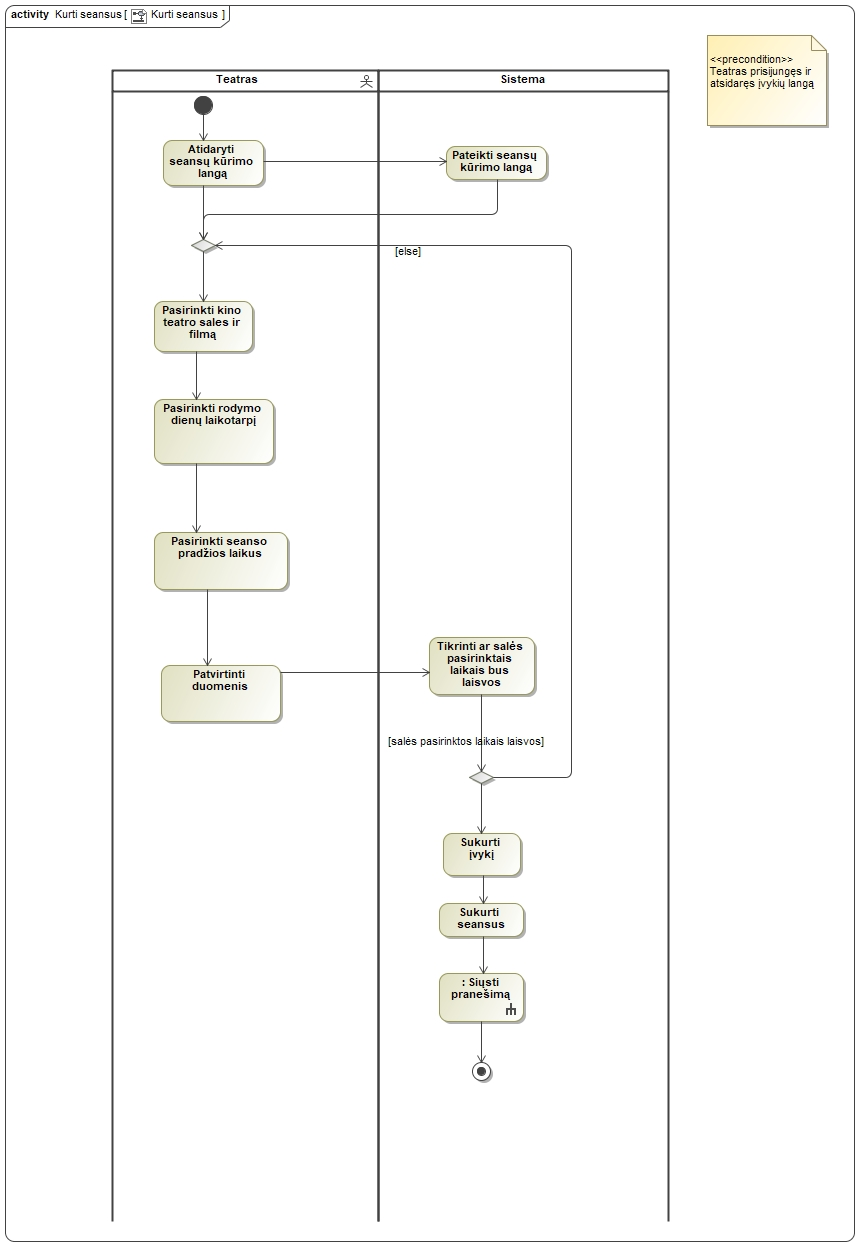 activity Kurti seansus [ Kurti seansus ]
<<precondition>>
Teatras prisijungęs ir
atsidaręs įvykių langą
Teatras
Sistema
Atidaryti
seansų kūrimo
langą
Pateikti seansų
kūrimo langą
[else]
Pasirinkti kino
teatro sales ir
filmą
Pasirinkti rodymo
dienų laikotarpį
Pasirinkti seanso
pradžios laikus
Tikrinti ar salės
pasirinktais
laikais bus
laisvos
Patvirtinti
duomenis
[salės pasirinktos laikais laisvos]
Sukurti
įvykį
Sukurti
seansus
: Siųsti
pranešimą